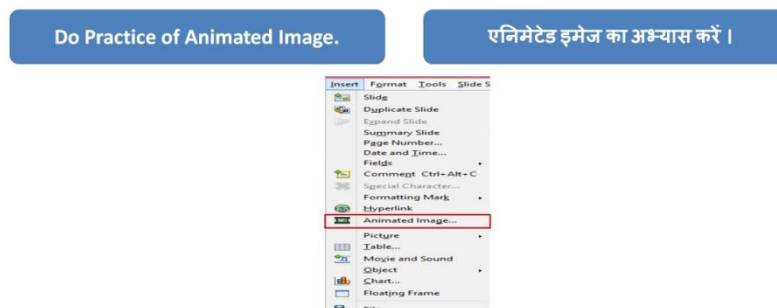 Do Practice of Animated Image.
एनिमेटेड इमेज का अभ्यास करें ।
Insert Format Tools Slide S
Slide
Duplicate Slide
Expand Slide
Summary Slide
Page Number...
Date and Time...
Fields
Comment Ctrl+Alt+C
Special Character...
Formatting Mark
Hyperlink
Animated Image...
Picture
Table...
Movie and Sound
Object
Chart...
Floating Frame